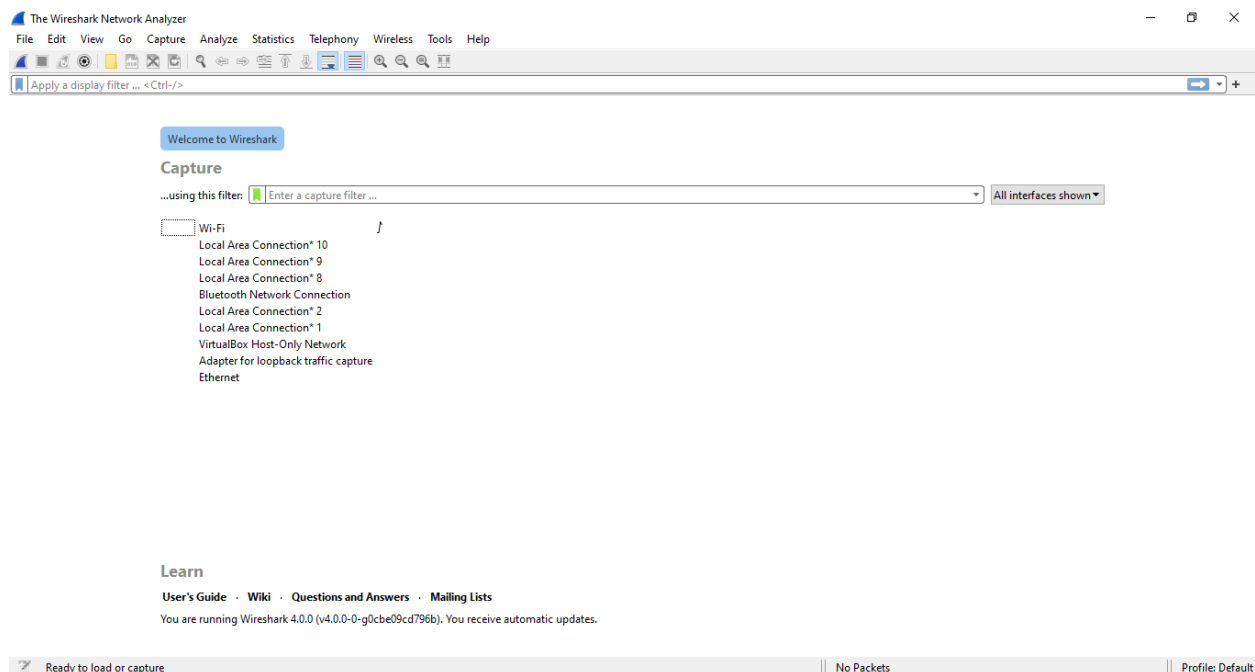 The Wireshark Network Analyzer
File Edit View Go Capture Analyze Statistics Telephony Wireless Tools Help
Apply a display filter ... <Ctrl-/>
Welcome to Wireshark
Capture
...using this filter: Enter a capture filter ... All interfaces shown
Wi-Fi
Local Area Connection* 10
Local Area Connection* 9
Local Area Connection* 8
Bluetooth Network Connection
Local Area Connection* 2
Local Area Connection* 1
VirtualBox Host-Only Network
Adapter for loopback traffic capture
Ethernet
Learn
User's Guide · Wiki · Questions and Answers · Mailing Lists
You are running Wireshark 4.0.0 (v4.0.0-0-g0cbe09cd796b). You receive automatic updates.
Ready to load or capture No Packets Profile: Default